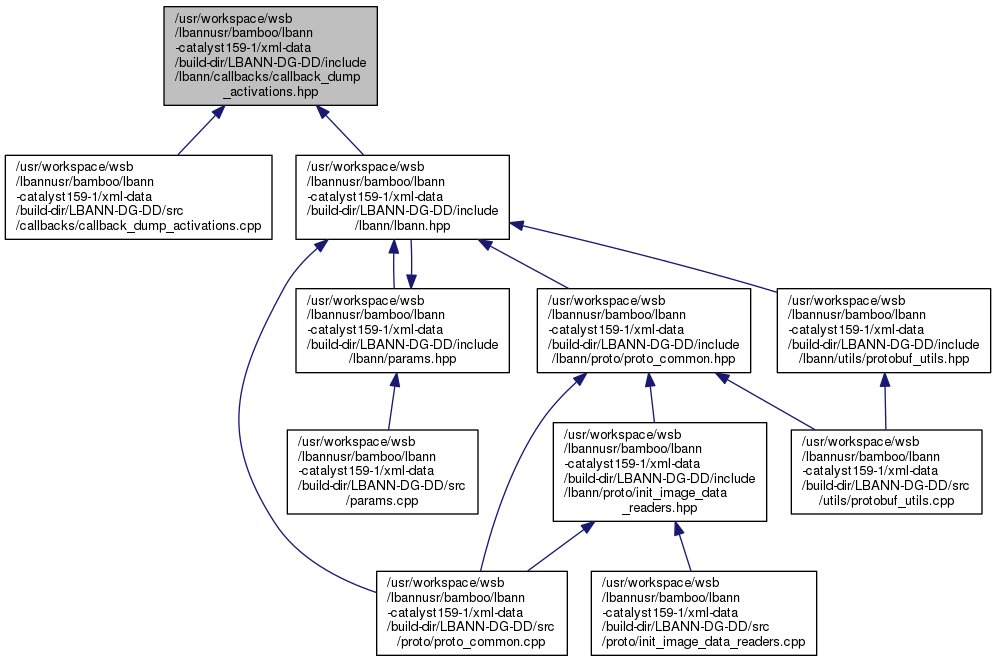 /usr/workspace/wsb
/lbannusr/bamboo/lbann
-catalyst159-1/xml-data
/build-dir/LBANN-DG-DD/include
/lbann/callbacks/callback_dump
_activations.hpp
/usr/workspace/wsb
/lbannusr/bamboo/lbann
-catalyst159-1/xml-data
/build-dir/LBANN-DG-DD/src
/callbacks/callback_dump_activations.cpp
/usr/workspace/wsb
/lbannusr/bamboo/lbann
-catalyst159-1/xml-data
/build-dir/LBANN-DG-DD/include
/lbann/lbann.hpp
/usr/workspace/wsb
/lbannusr/bamboo/lbann
-catalyst159-1/xml-data
/build-dir/LBANN-DG-DD/include
/lbann/params.hpp
/usr/workspace/wsb
/lbannusr/bamboo/lbann
-catalyst159-1/xml-data
/build-dir/LBANN-DG-DD/include
/lbann/proto/proto_common.hpp
/usr/workspace/wsb
/lbannusr/bamboo/lbann
-catalyst159-1/xml-data
/build-dir/LBANN-DG-DD/include
/lbann/utils/protobuf_utils.hpp
/usr/workspace/wsb
/lbannusr/bamboo/lbann
-catalyst159-1/xml-data
/build-dir/LBANN-DG-DD/src
/params.cpp
/usr/workspace/wsb
/lbannusr/bamboo/lbann
-catalyst159-1/xml-data
/build-dir/LBANN-DG-DD/include
/lbann/proto/init_image_data
_readers.hpp
/usr/workspace/wsb
/lbannusr/bamboo/lbann
-catalyst159-1/xml-data
/build-dir/LBANN-DG-DD/src
/utils/protobuf_utils.cpp
/usr/workspace/wsb
/lbannusr/bamboo/lbann
-catalyst159-1/xml-data
/build-dir/LBANN-DG-DD/src
/proto/proto_common.cpp
/usr/workspace/wsb
/lbannusr/bamboo/lbann
-catalyst159-1/xml-data
/build-dir/LBANN-DG-DD/src
/proto/init_image_data_readers.cpp